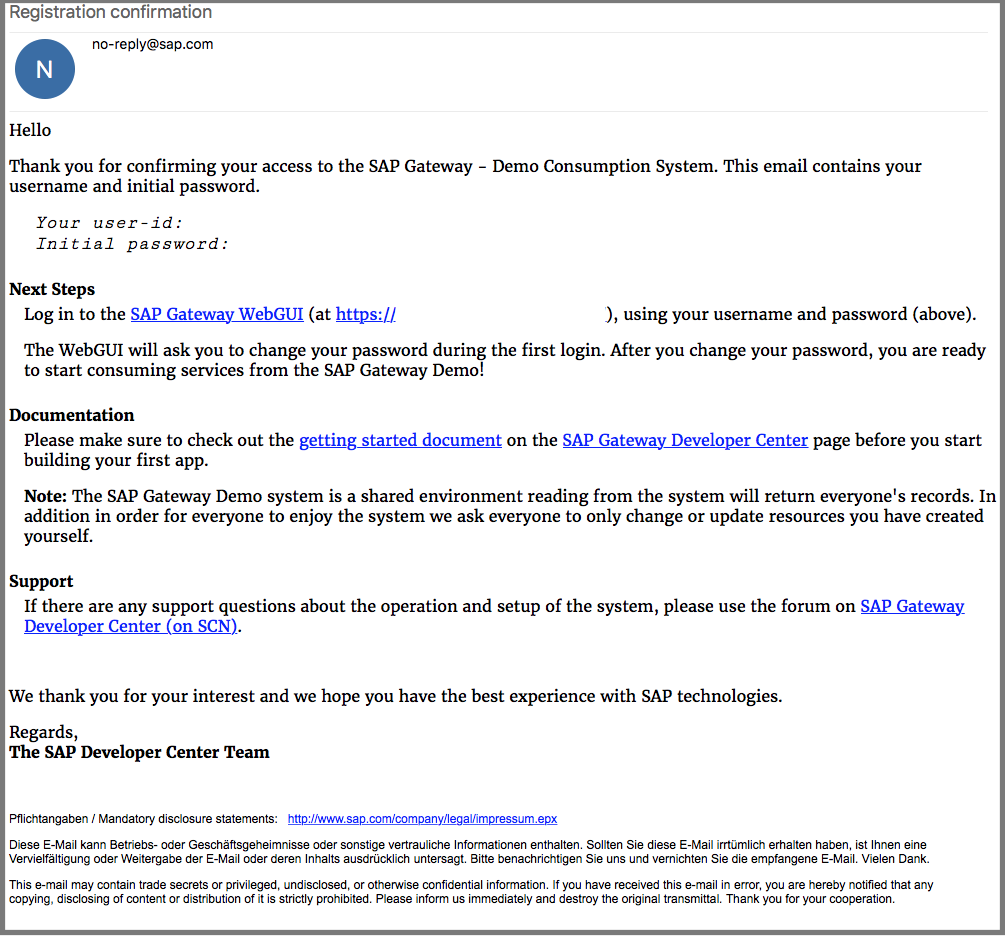 Registration confirmation
no-reply@sap.com
N
Hello
Thank you for confirming your access to the SAP Gateway - Demo Consumption System. This email contains your
username and initial password.
Your user-id:
Initial password:
Next Steps
Log in to the SAP Gateway WebGUI (at https:// ), using your username and password (above).
The WebGUI will ask you to change your password during the first login. After you change your password, you are ready
to start consuming services from the SAP Gateway Demo!
Documentation
Please make sure to check out the getting started document on the SAP Gateway Developer Center page before you start
building your first app.
Note: The SAP Gateway Demo system is a shared environment reading from the system will return everyone's records. In
addition in order for everyone to enjoy the system we ask everyone to only change or update resources you have created
yourself.
Support
If there are any support questions about the operation and setup of the system, please use the forum on SAP Gateway
Developer Center (on SCN).
We thank you for your interest and we hope you have the best experience with SAP technologies.
Regards,
The SAP Developer Center Team
Pflichtangaben / Mandatory disclosure statements: http://www.sap.com/company/legal/impressum.epx
Diese E-Mail kann Betriebs- oder Geschäftsgeheimnisse oder sonstige vertrauliche Informationen enthalten. Sollten Sie diese E-Mail irrtümlich erhalten haben, ist Ihnen eine
Vervielfältigung oder Weitergabe der E-Mail oder deren Inhalts ausdrücklich untersagt. Bitte benachrichtigen Sie uns und vernichten Sie die empfangene E-Mail. Vielen Dank.
This e-mail may contain trade secrets or privileged, undisclosed, or otherwise confidential information. If you have received this e-mail in error, you are hereby notified that any
copying, disclosing of content or distribution of it is strictly prohibited. Please inform us immediately and destroy the original transmittal. Thank you for your cooperation.